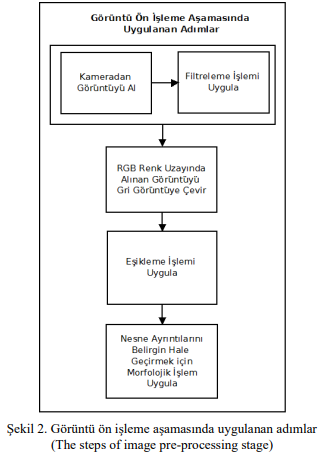 Görüntü Ön İşleme Aşamasında
Uygulanan Adımlar
Kameradan
Görüntüyü Al
Filtreleme İşlemi
Uygula
RGB Renk Uzayında
Alınan Görüntüyü
Gri Görüntüye Çevir
Eşikleme İşlemi
Uygula
Nesne Ayrıntılarını
Belirgin Hale
Geçirmek için
Morfolojik İşlem
Uygula
Şekil 2. Görüntü ön işleme aşamasında uygulanan adımlar
(The steps of image pre-processing stage)